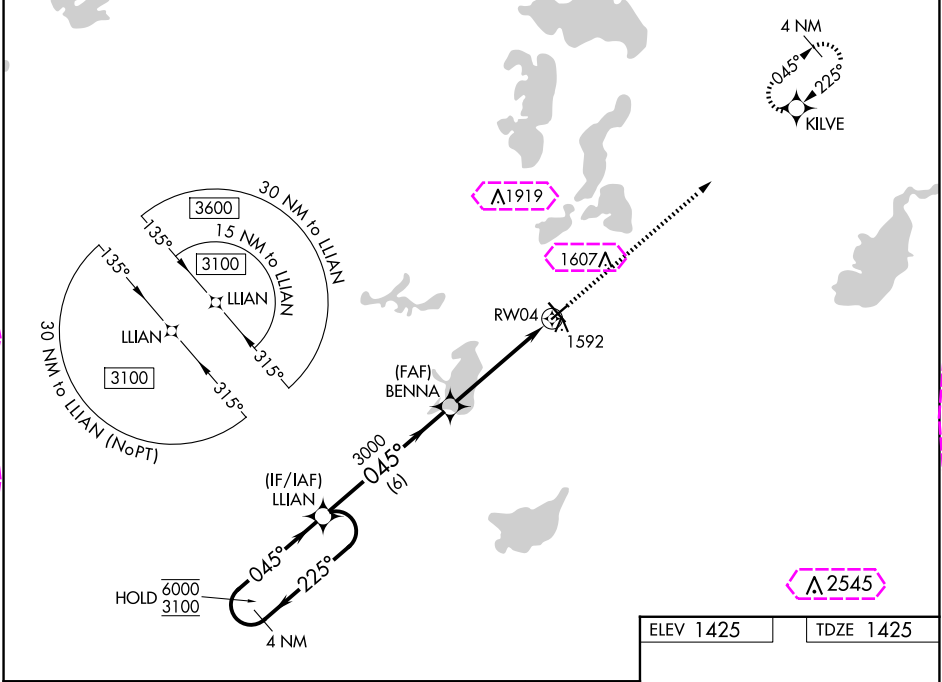 4 NM
045°
225°
KILVE
1919
30 NM to LLIAN
3600
15 NM to LLIAN
3100
135°
LLIAN
315°
1607
135°
LLIAN
315°
3100
30 NM to LLIAN (NoPT)
RW04
1592
(FAF)
BENNA
3000
045°
(6)
(IF/IAF)
LLIAN
045°
225°
HOLD 6000
3100
4 NM
2545
ELEV 1425
TDZE 1425